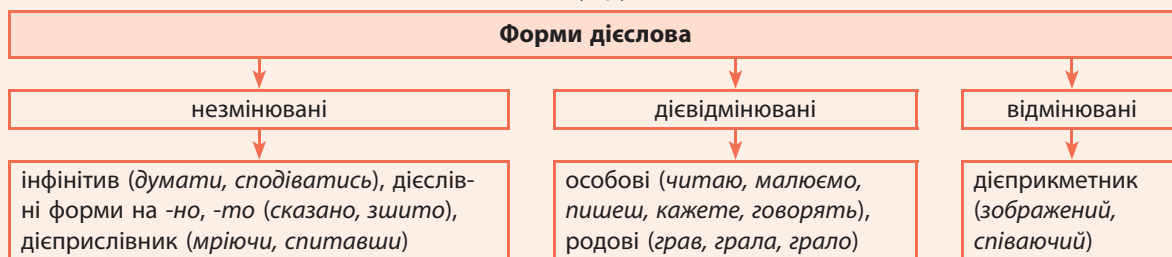 Форми дієслова
незмінювані
дієвідмінювані
відмінювані
інфінітив (думати, сподіватись), дієслів-
ні форми на -но, -то (сказано, зшито),
дієприслівник (мріючи, спитавши)
особові (читаю, малюємо,
пишеш, кажете, говорять),
родові (грав, грала, грало)
дієприкметник
(зображений,
співаючий)